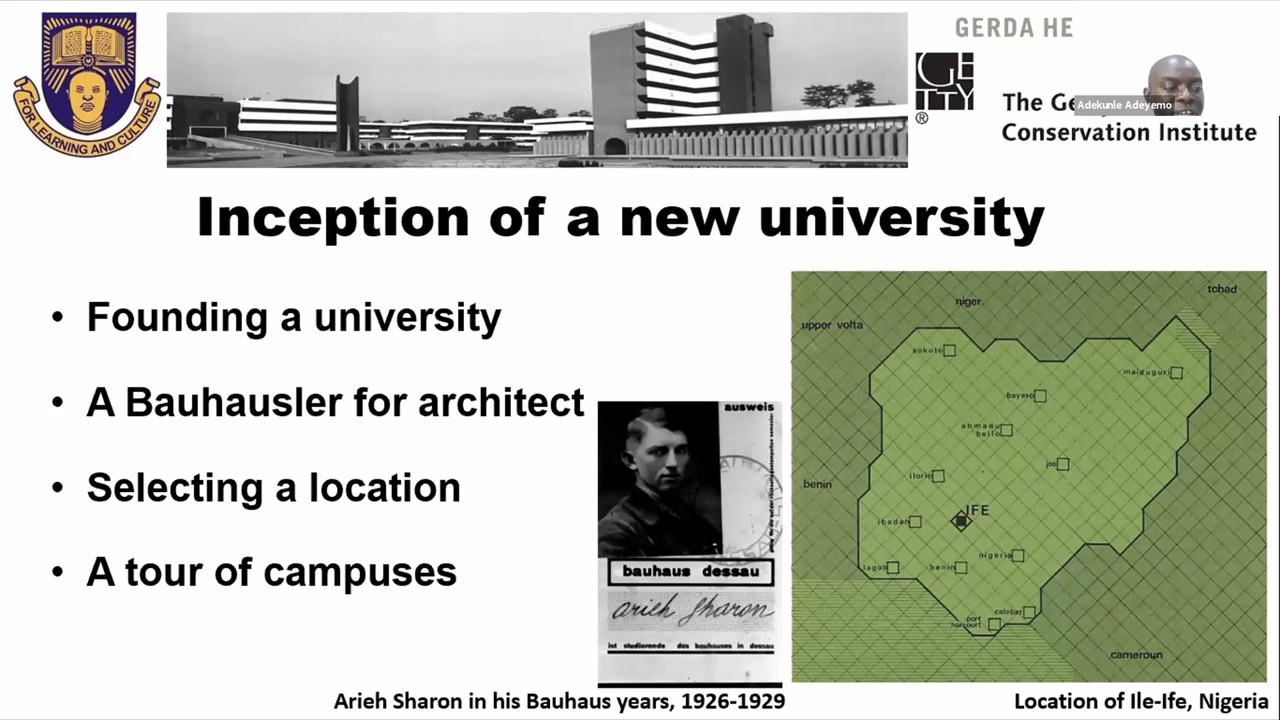 FOR LEARNING AND CULTURE
GERDA HE
GETTY
®
The Ge
Adekunle Adeyemo
Conservation Institute
Inception of a new university
• Founding a university
• A Bauhausler for architect
• Selecting a location
• A tour of campuses
ausweis
bauhaus dessau
arieh sharon
ist studierende des bauhauses in dessau
Arieh Sharon in his Bauhaus years, 1926-1929
tchad
niger
upper volta
sokoto
maiduguri
bayero
ahmadu
bello
jos
ilorin
benin
IFE
ibadan
nigeria
lagos
benin
calabar
port
harcourt
cameroun
Location of Ile-Ife, Nigeria